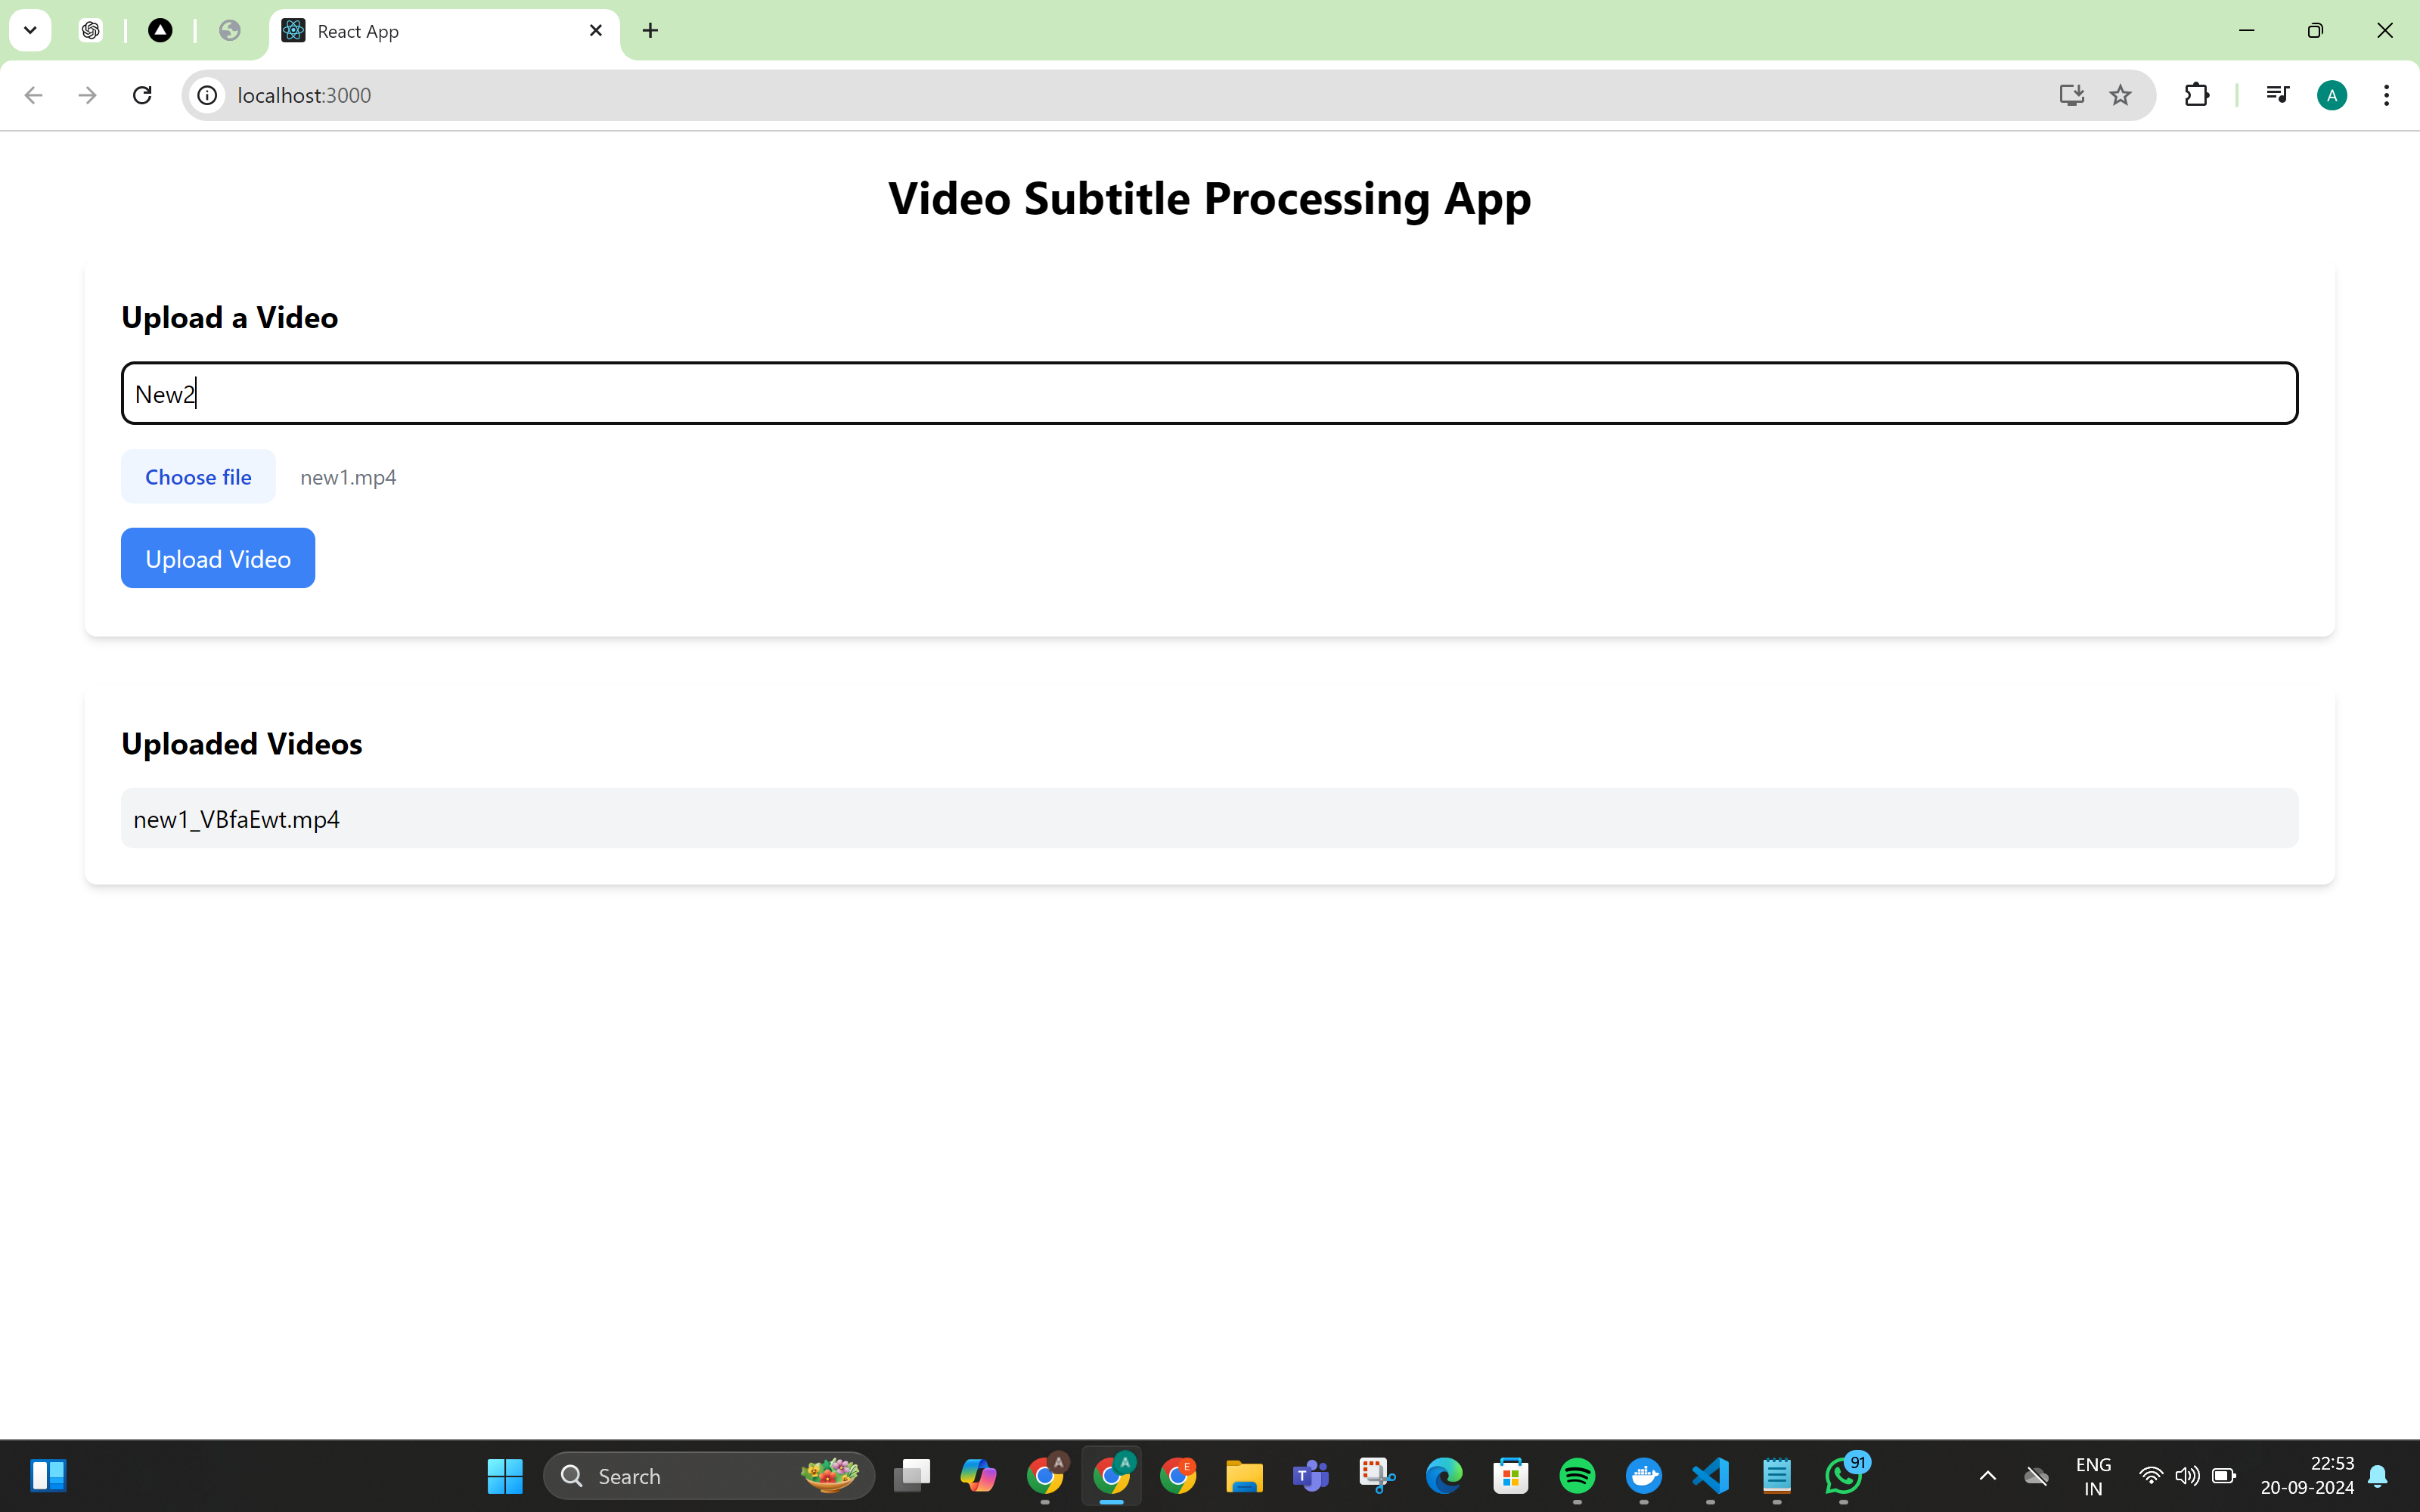 React App
localhost:3000
A
Video Subtitle Processing App
Upload a Video
New2
Choose file
new1.mp4
Upload Video
Uploaded Videos
new1_VBfaEwt.mp4
Search
A
A
E
T
91
ENG
IN
22:53
20-09-2024